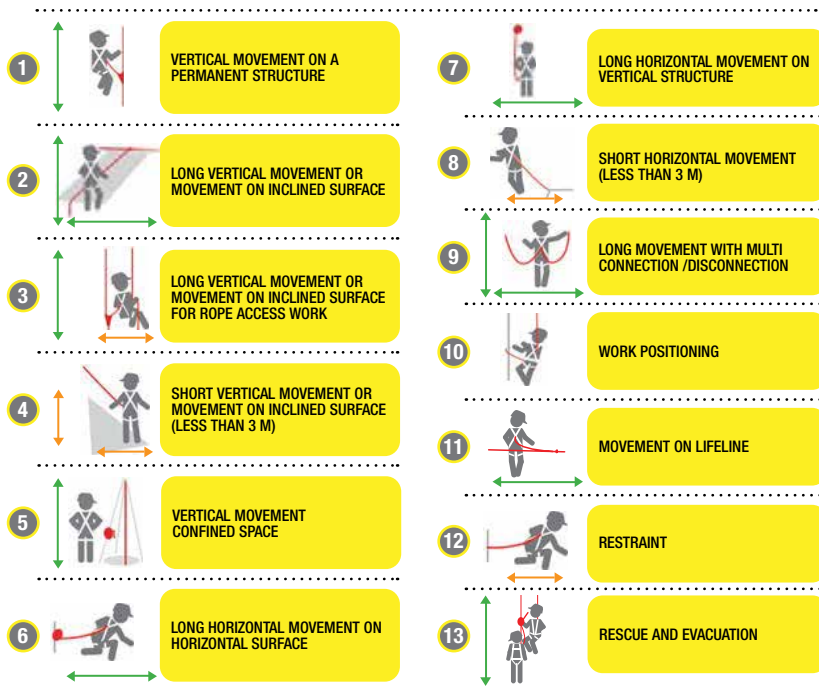 1
VERTICAL MOVEMENT ON A
PERMANENT STRUCTURE
2
LONG VERTICAL MOVEMENT OR
MOVEMENT ON INCLINED SURFACE
3
LONG VERTICAL MOVEMENT OR
MOVEMENT ON INCLINED SURFACE
FOR ROPE ACCESS WORK
4
SHORT VERTICAL MOVEMENT OR
MOVEMENT ON INCLINED SURFACE
(LESS THAN 3 M)
5
VERTICAL MOVEMENT
CONFINED SPACE
6
LONG HORIZONTAL MOVEMENT ON
HORIZONTAL SURFACE
7
LONG HORIZONTAL MOVEMENT ON
VERTICAL STRUCTURE
8
SHORT HORIZONTAL MOVEMENT
(LESS THAN 3 M)
9
LONG MOVEMENT WITH MULTI
CONNECTION /DISCONNECTION
10
WORK POSITIONING
11
MOVEMENT ON LIFELINE
12
RESTRAINT
13
RESCUE AND EVACUATION